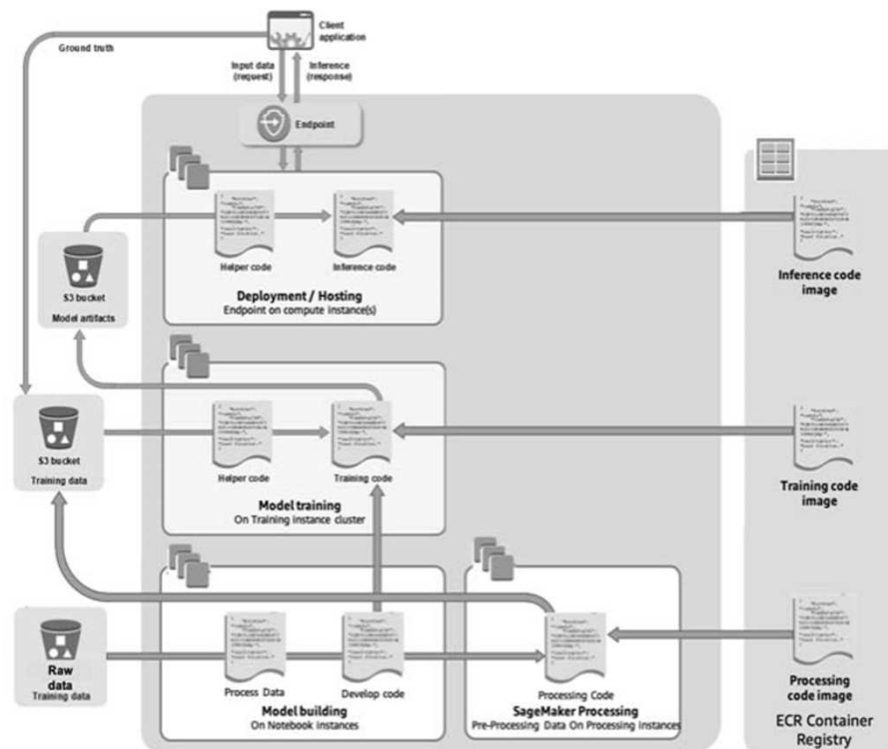 Client
application
Ground truth
Input data
(request)
Inference
(response)
Endpoint
Helper code
Inference code
Deployment / Hosting
Endpoint on compute instance(s)
S3 bucket
Model artifacts
Inference code
image
Helper code
Training code
Model training
On Training instance cluster
S3 bucket
Training data
Training code
image
Raw
data
Training data
Process Data
Develop code
Model building
On Notebook instances
Processing Code
SageMaker Processing
Pre-Processing Data On Processing instances
Processing
code image
ECR Container
Registry